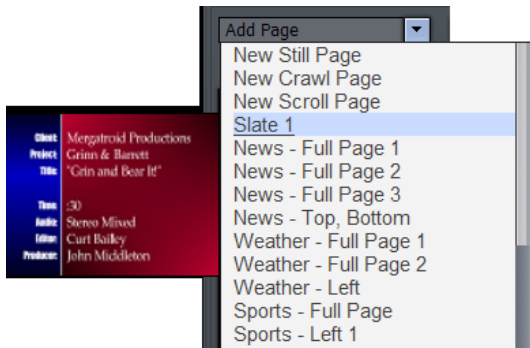 Add Page
New Still Page
New Crawl Page
New Scroll Page
Slate 1
News - Full Page 1
News - Full Page 2
News - Full Page 3
News - Top, Bottom
Weather - Full Page 1
Weather - Full Page 2
Weather - Left
Sports - Full Page
Sports - Left 1
Client: Mergatroid Productions
Project: Grinn & Barrett
Title: "Grin and Bear It!"
Time: :30
Audio: Stereo Mixed
Editor: Curt Bailey
Producer: John Middleton